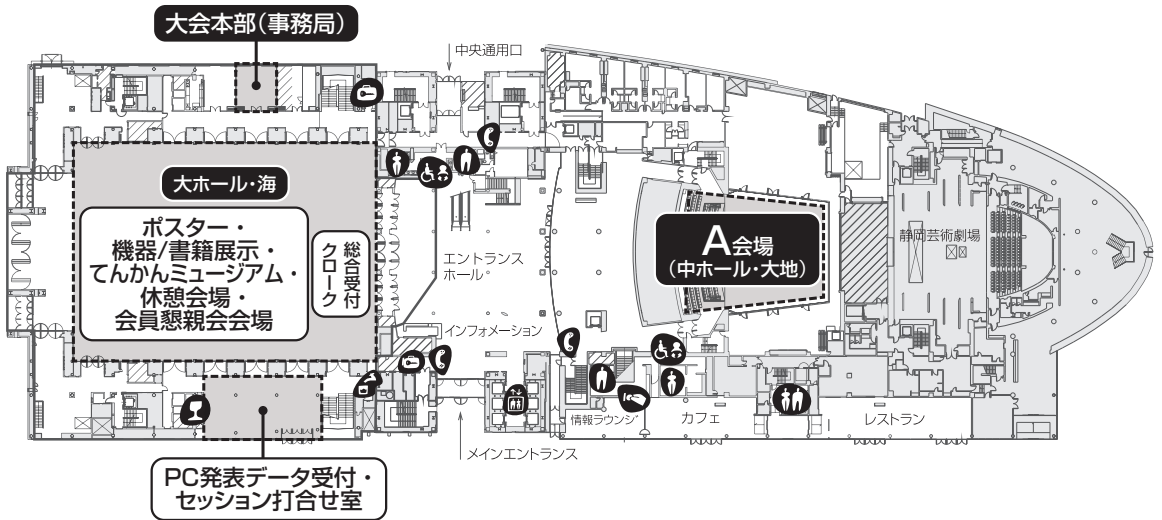 大会本部（事務局）
中央通用口
大ホール・海
ポスター・
機器/書籍展示・
てんかんミュージアム・
休憩会場・
会員懇親会会場
総合受付
クローク
エントランス
ホール
A会場
（中ホール・大地）
静岡芸術劇場
インフォメーション
情報ラウンジ
カフェ
レストラン
メインエントランス
PC発表データ受付・
セッション打合せ室